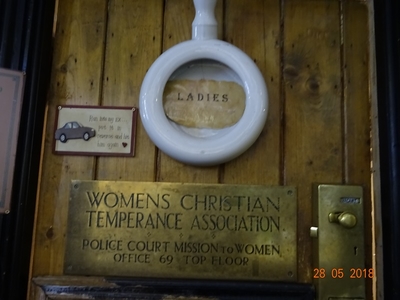 LADIES
WOMENS CHRISTIAN
TEMPERANCE ASSOCIATION
POLICE COURT MISSION TO WOMEN
OFFICE 69 TOP FLOOR
28 05 2018